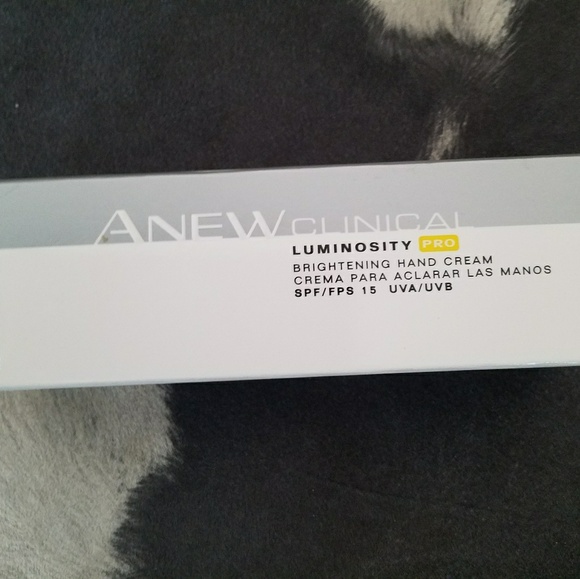 ANEW CLINICAL
LUMINOSITY PRO
BRIGHTENING HAND CREAM
CREMA PARA ACLARAR LAS MANOS
SPF/FPS 15 UVA/UVB